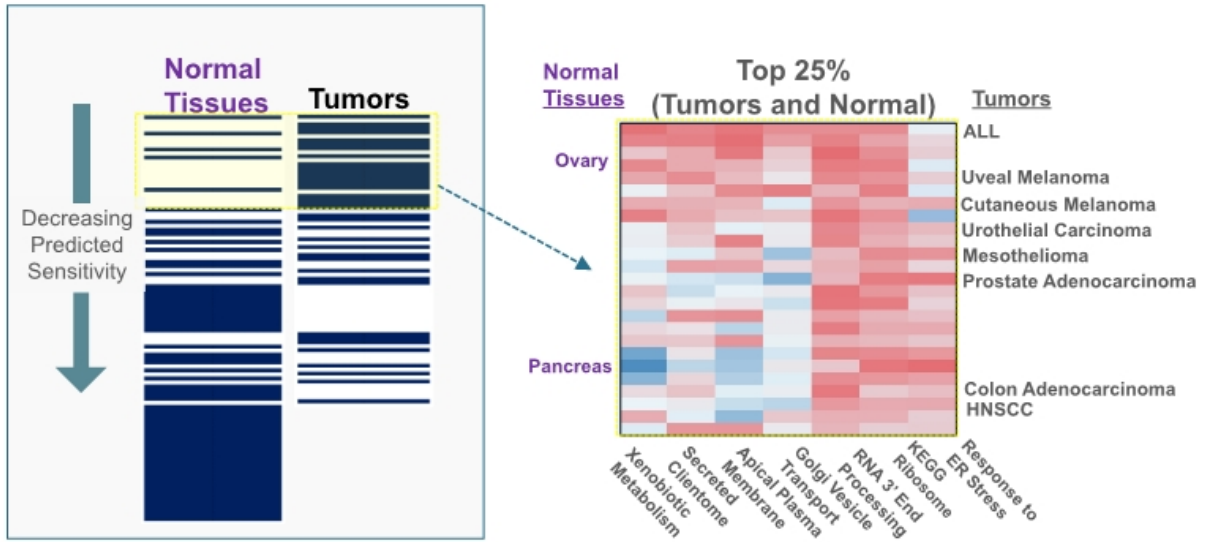 Normal
Tissues
Tumors
Decreasing
Predicted
Sensitivity
Normal
Tissues
Top 25%
(Tumors and Normal)
Tumors
Ovary
Pancreas
ALL
Uveal Melanoma
Cutaneous Melanoma
Urothelial Carcinoma
Mesothelioma
Prostate Adenocarcinoma
Colon Adenocarcinoma
HNSCC
Xenobiotic
Metabolism
Secreted
Clientome
Apical Plasma
Membrane
Golgi Vesicle
Transport
RNA 3' End
Processing
KEGG
Ribosome
Response to
ER Stress